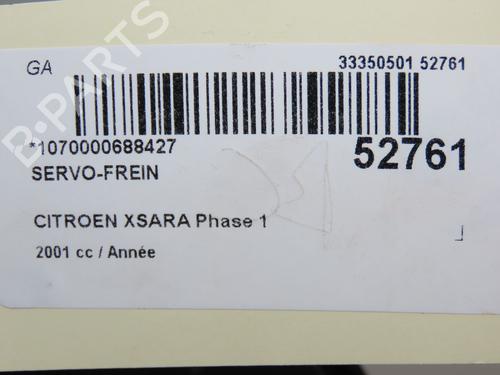 GA 33350501 52761
*1070000688427 52761
SERVO-FREIN
CITROEN XSARA Phase 1
2001 cc / Année
B-PARTS